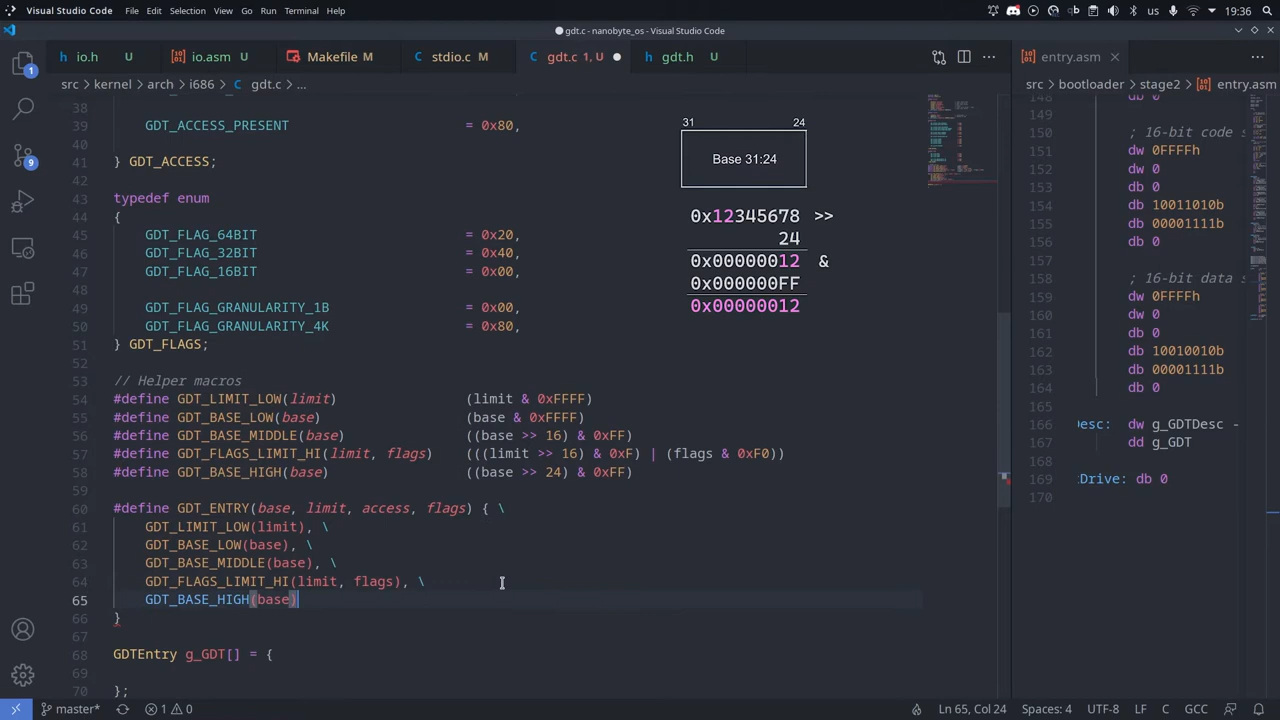 Visual Studio Code File Edit Selection View Go Run Terminal Help us 19:36
gdt.c - nanobyte_os - Visual Studio Code
io.h U io.asm U Makefile M stdio.c M gdt.c 1, U gdt.h U entry.asm
src > kernel > arch > i686 > C gdt.c > ... src > bootloader > stage2 > entry.asm
38
39 GDT_ACCESS_PRESENT = 0x80,
40
41 } GDT_ACCESS;
42
43 typedef enum
44 {
45 GDT_FLAG_64BIT = 0x20,
46 GDT_FLAG_32BIT = 0x40,
47 GDT_FLAG_16BIT = 0x00,
48
49 GDT_FLAG_GRANULARITY_1B = 0x00,
50 GDT_FLAG_GRANULARITY_4K = 0x80,
51 } GDT_FLAGS;
52
53 // Helper macros
54 #define GDT_LIMIT_LOW(limit) (limit & 0xFFFF)
55 #define GDT_BASE_LOW(base) (base & 0xFFFF)
56 #define GDT_BASE_MIDDLE(base) ((base >> 16) & 0xFF)
57 #define GDT_FLAGS_LIMIT_HI(limit, flags) (((limit >> 16) & 0xF) | (flags & 0xF0))
58 #define GDT_BASE_HIGH(base) ((base >> 24) & 0xFF)
59
60 #define GDT_ENTRY(base, limit, access, flags) { \
61 GDT_LIMIT_LOW(limit), \
62 GDT_BASE_LOW(base), \
63 GDT_BASE_MIDDLE(base), \
64 GDT_FLAGS_LIMIT_HI(limit, flags), \
65 GDT_BASE_HIGH(base)
66 }
67
68 GDTEntry g_GDT[] = {
69
70 };
31 24
Base 31:24
0x12345678 >>
24
0x00000012 &
0x000000FF
0x00000012
148 db 0
149
150 ; 16-bit code s
151 dw 0FFFFh
152 dw 0
153 db 0
154 db 10011010b
155 db 00001111b
156 db 0
157
158 ; 16-bit data s
159 dw 0FFFFh
160 dw 0
161 db 0
162 db 10010010b
163 db 00001111b
164 db 0
165
166 Desc: dw g_GDTDesc -
167 dd g_GDT
168
169 tDrive: db 0
170
1
9
master* 1 0 Ln 65, Col 24 Spaces: 4 UTF-8 LF C GCC